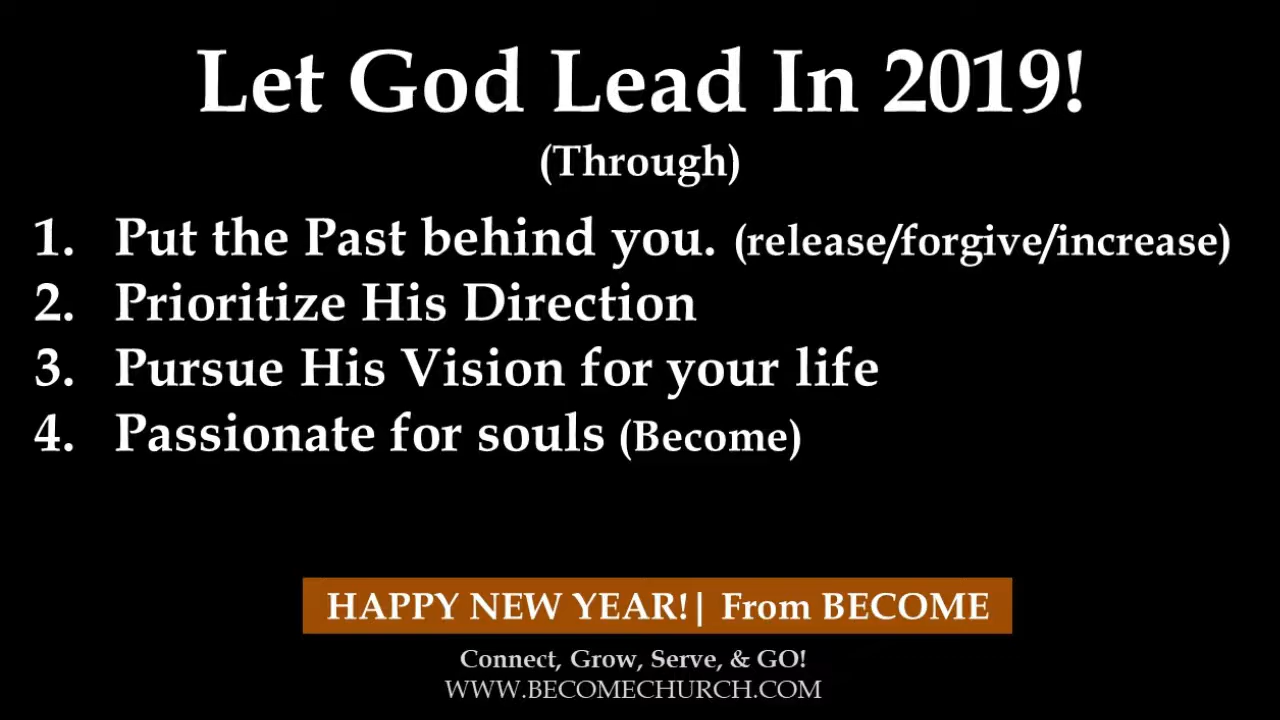 Let God Lead In 2019!
(Through)
1. Put the Past behind you. (release/forgive/increase)
2. Prioritize His Direction
3. Pursue His Vision for your life
4. Passionate for souls (Become)
HAPPY NEW YEAR!| From BECOME
Connect, Grow, Serve, & GO!
WWW.BECOMECHURCH.COM